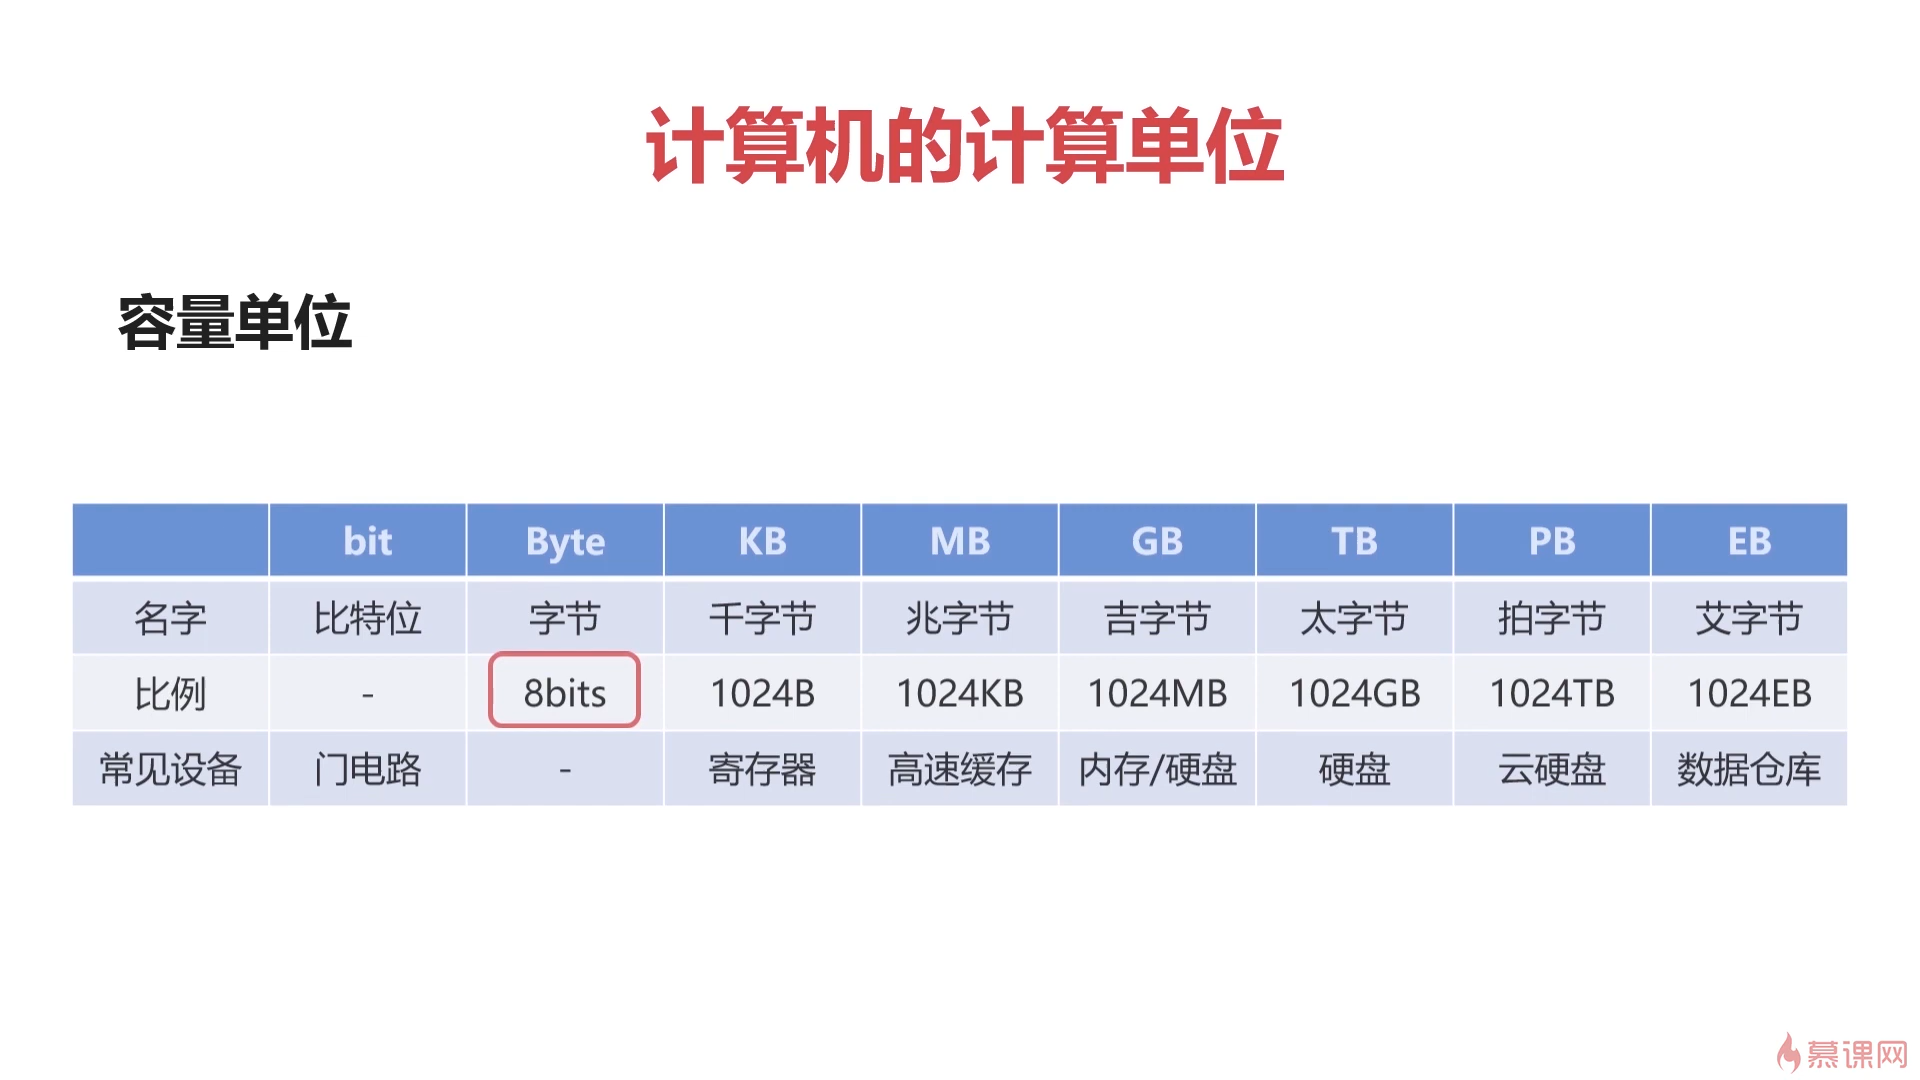 计算机的计算单位
容量单位
bit Byte KB MB GB TB PB EB
名字 比特位 字节 千字节 兆字节 吉字节 太字节 拍字节 艾字节
比例 - 8bits 1024B 1024KB 1024MB 1024GB 1024TB 1024EB
常见设备 门电路 - 寄存器 高速缓存 内存/硬盘 硬盘 云硬盘 数据仓库
慕课网